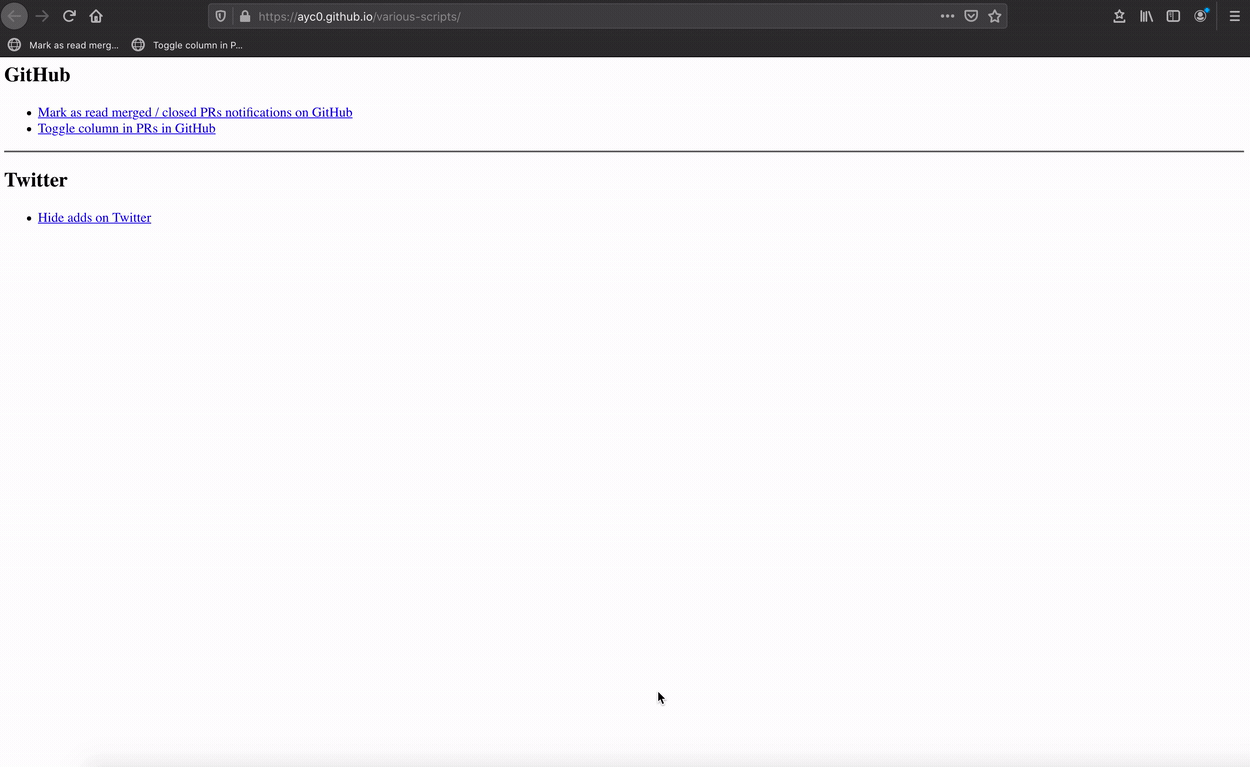 https://ayc0.github.io/various-scripts/
Mark as read merg... Toggle column in P...
GitHub
Mark as read merged / closed PRs notifications on GitHub
Toggle column in PRs in GitHub
Twitter
Hide adds on Twitter